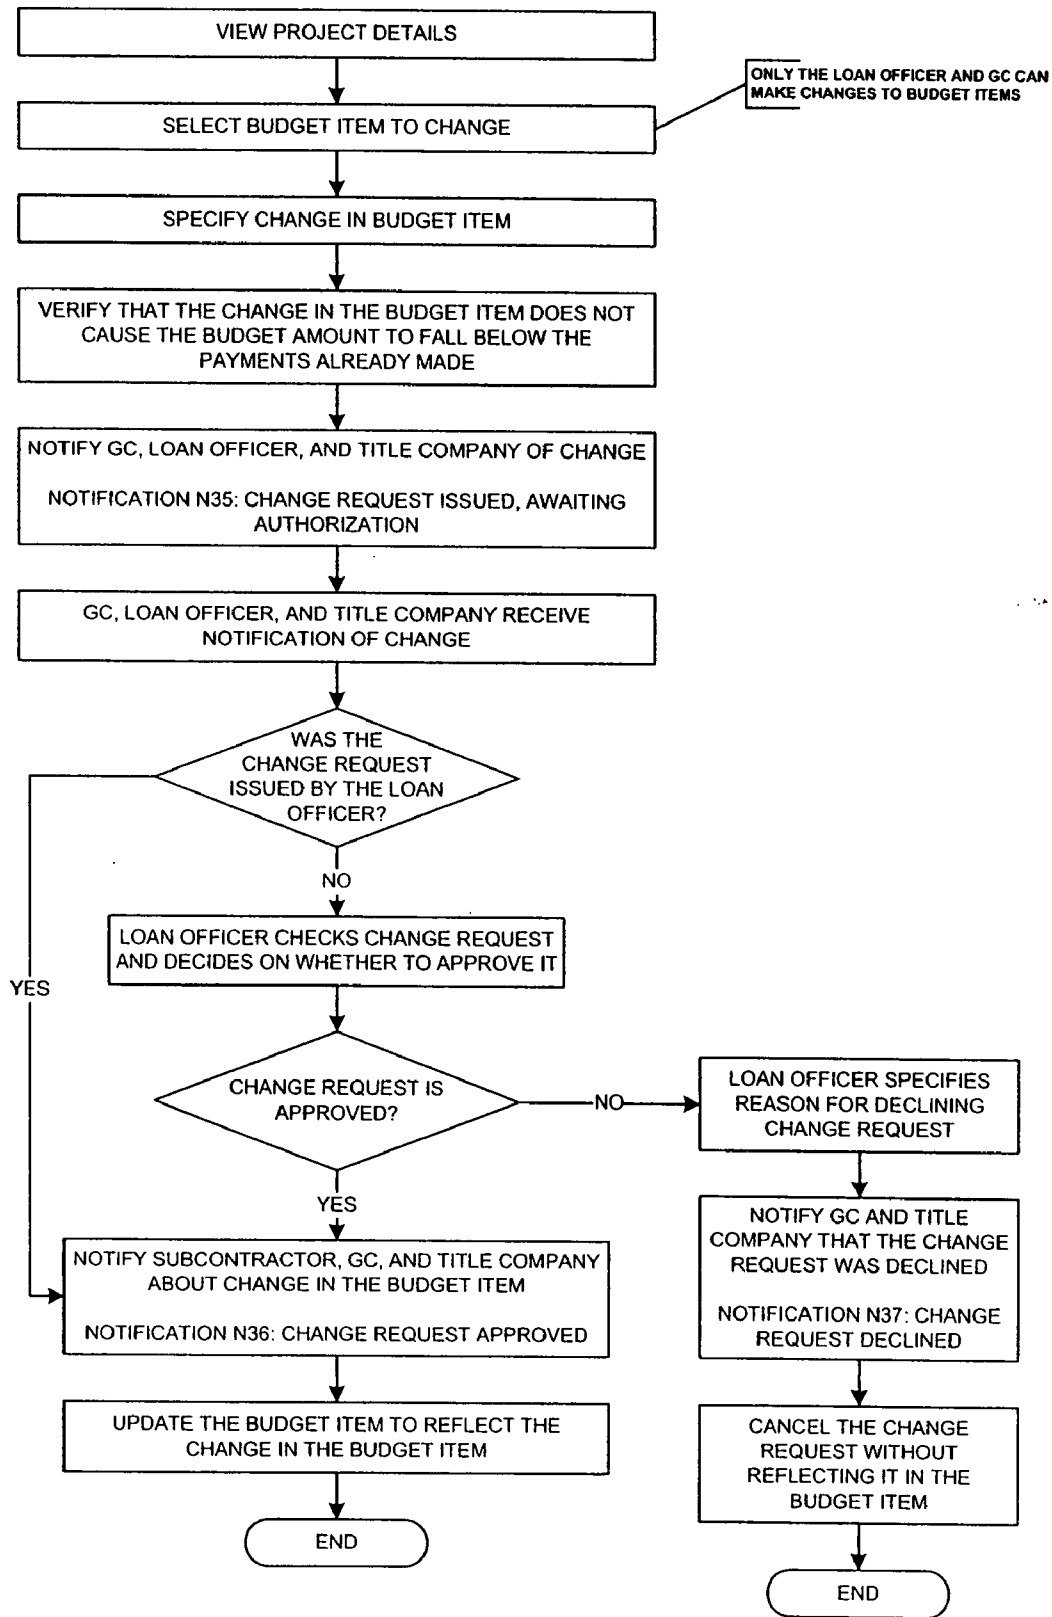 VIEW PROJECT DETAILS
ONLY THE LOAN OFFICER AND GC CAN
MAKE CHANGES TO BUDGET ITEMS
SELECT BUDGET ITEM TO CHANGE
SPECIFY CHANGE IN BUDGET ITEM
VERIFY THAT THE CHANGE IN THE BUDGET ITEM DOES NOT
CAUSE THE BUDGET AMOUNT TO FALL BELOW THE
PAYMENTS ALREADY MADE
NOTIFY GC, LOAN OFFICER, AND TITLE COMPANY OF CHANGE
NOTIFICATION N35: CHANGE REQUEST ISSUED, AWAITING
AUTHORIZATION
GC, LOAN OFFICER, AND TITLE COMPANY RECEIVE
NOTIFICATION OF CHANGE
WAS THE
CHANGE REQUEST
ISSUED BY THE LOAN
OFFICER?
NO
LOAN OFFICER CHECKS CHANGE REQUEST
AND DECIDES ON WHETHER TO APPROVE IT
YES
CHANGE REQUEST IS
APPROVED?
NO
LOAN OFFICER SPECIFIES
REASON FOR DECLINING
CHANGE REQUEST
YES
NOTIFY SUBCONTRACTOR, GC, AND TITLE COMPANY
ABOUT CHANGE IN THE BUDGET ITEM
NOTIFICATION N36: CHANGE REQUEST APPROVED
NOTIFY GC AND TITLE
COMPANY THAT THE CHANGE
REQUEST WAS DECLINED
NOTIFICATION N37: CHANGE
REQUEST DECLINED
UPDATE THE BUDGET ITEM TO REFLECT THE
CHANGE IN THE BUDGET ITEM
CANCEL THE CHANGE
REQUEST WITHOUT
REFLECTING IT IN THE
BUDGET ITEM
END
END